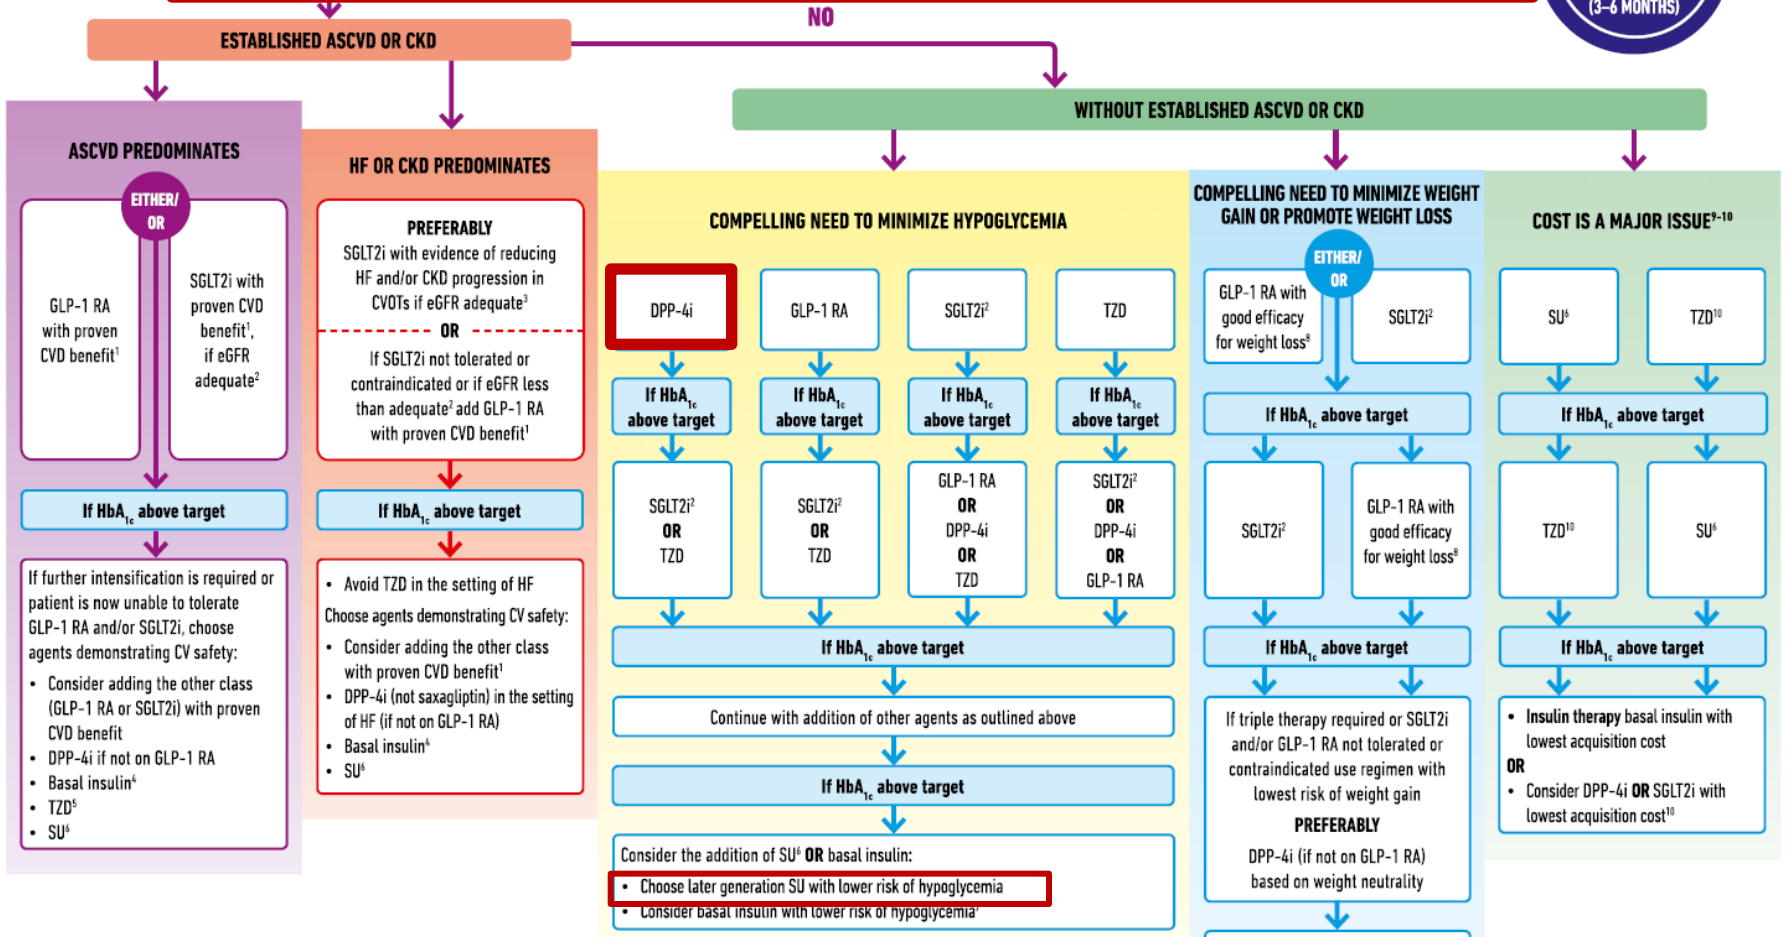 NO
(3–6 MONTHS)
ESTABLISHED ASCVD OR CKD
WITHOUT ESTABLISHED ASCVD OR CKD
ASCVD PREDOMINATES
EITHER/
OR
GLP-1 RA
with proven
CVD benefit¹
SGLT2i with
proven CVD
benefit¹,
if eGFR
adequate²
If HbA₁c above target
If further intensification is required or
patient is now unable to tolerate
GLP-1 RA and/or SGLT2i, choose
agents demonstrating CV safety:
• Consider adding the other class
(GLP-1 RA or SGLT2i) with proven
CVD benefit
• DPP-4i if not on GLP-1 RA
• Basal insulin⁴
• TZD⁵
• SU⁶
HF OR CKD PREDOMINATES
PREFERABLY
SGLT2i with evidence of reducing
HF and/or CKD progression in
CVOTs if eGFR adequate³
OR
If SGLT2i not tolerated or
contraindicated or if eGFR less
than adequate² add GLP-1 RA
with proven CVD benefit¹
If HbA₁c above target
• Avoid TZD in the setting of HF
Choose agents demonstrating CV safety:
• Consider adding the other class
with proven CVD benefit¹
• DPP-4i (not saxagliptin) in the setting
of HF (if not on GLP-1 RA)
• Basal insulin⁴
• SU⁶
COMPELLING NEED TO MINIMIZE HYPOGLYCEMIA
DPP-4i
GLP-1 RA
SGLT2i²
TZD
If HbA₁c
above target
If HbA₁c
above target
If HbA₁c
above target
If HbA₁c
above target
SGLT2i²
OR
TZD
SGLT2i²
OR
TZD
GLP-1 RA
OR
DPP-4i
OR
TZD
SGLT2i²
OR
DPP-4i
OR
GLP-1 RA
If HbA₁c above target
Continue with addition of other agents as outlined above
If HbA₁c above target
Consider the addition of SU⁶ OR basal insulin:
• Choose later generation SU with lower risk of hypoglycemia
• Consider basal insulin with lower risk of hypoglycemia⁷
COMPELLING NEED TO MINIMIZE WEIGHT
GAIN OR PROMOTE WEIGHT LOSS
EITHER/
OR
GLP-1 RA with
good efficacy
for weight loss⁸
SGLT2i²
If HbA₁c above target
SGLT2i²
GLP-1 RA with
good efficacy
for weight loss⁸
If HbA₁c above target
If triple therapy required or SGLT2i
and/or GLP-1 RA not tolerated or
contraindicated use regimen with
lowest risk of weight gain
PREFERABLY
DPP-4i (if not on GLP-1 RA)
based on weight neutrality
COST IS A MAJOR ISSUE⁹⁻¹⁰
SU⁶
TZD¹⁰
If HbA₁c above target
TZD¹⁰
SU⁶
If HbA₁c above target
• Insulin therapy basal insulin with
lowest acquisition cost
OR
• Consider DPP-4i OR SGLT2i with
lowest acquisition cost¹⁰